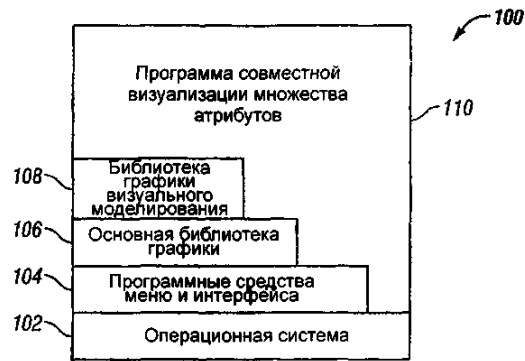 100
Программа совместной
визуализации множества
атрибутов
110
108
Библиотека
графики
визуального
моделирования
106
Основная библиотека
графики
104
Программные средства
меню и интерфейса
102
Операционная система